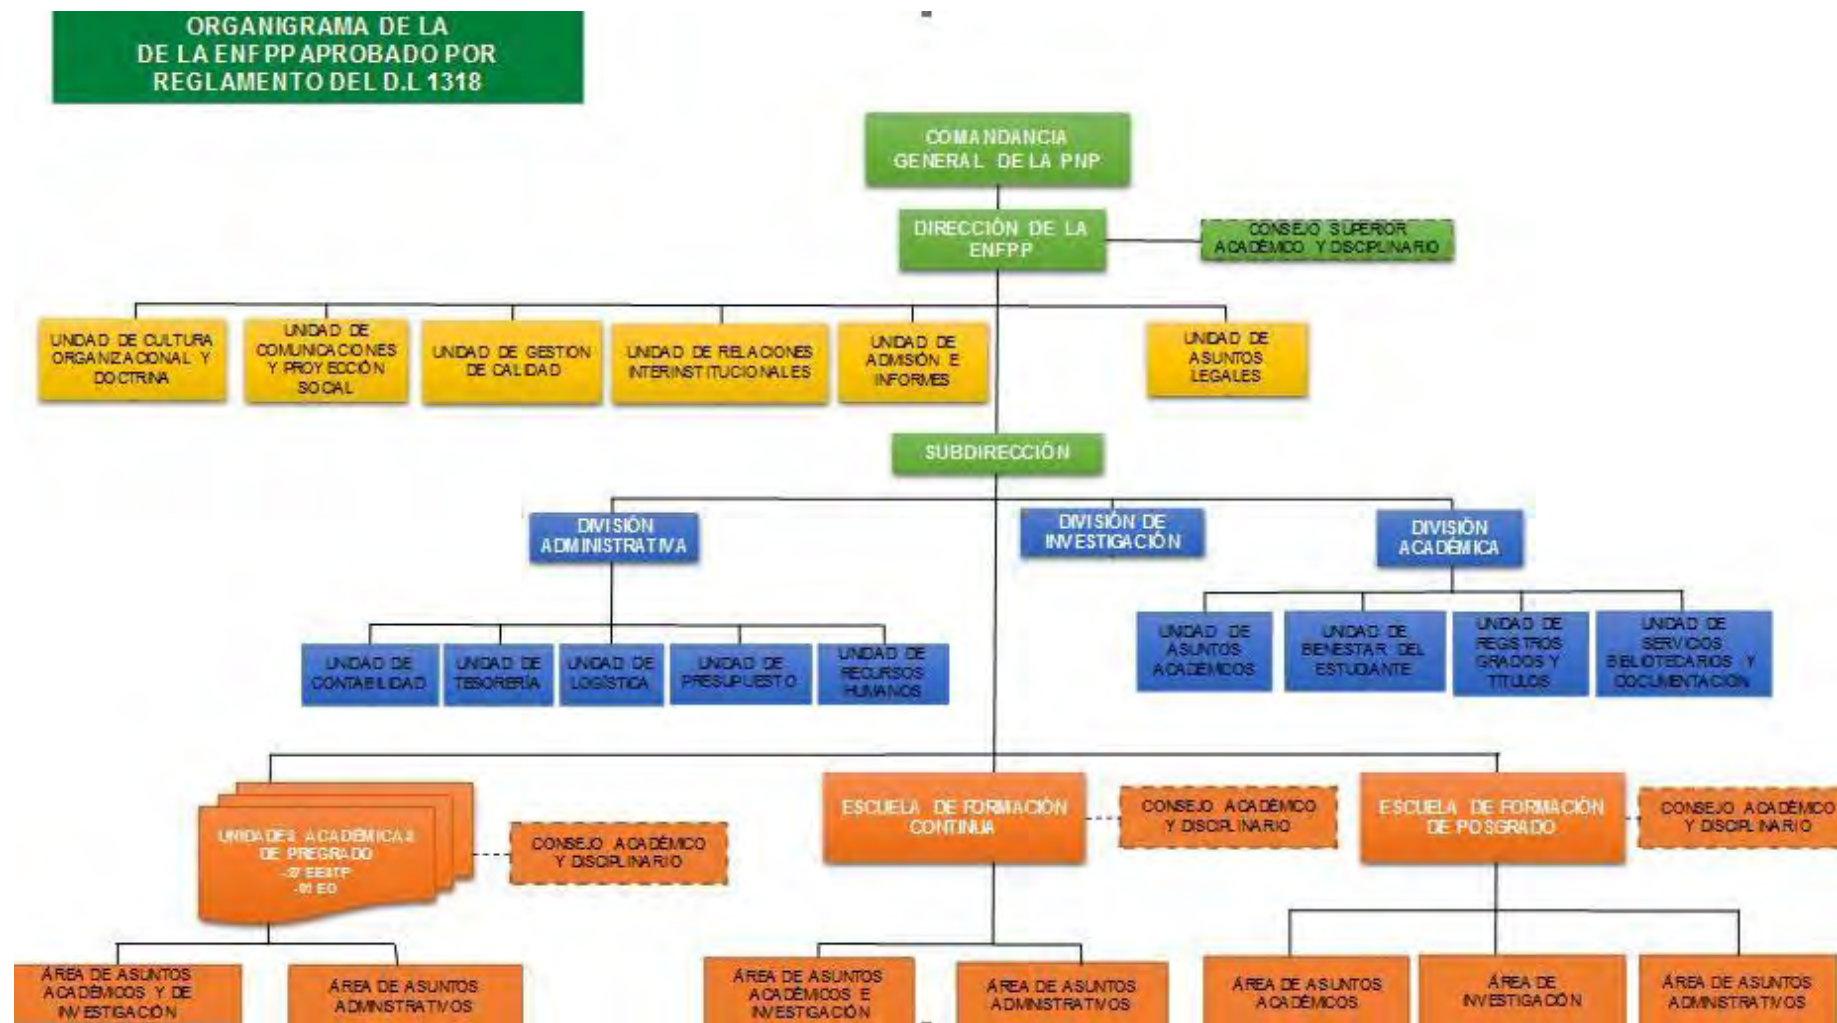 ORGANIGRAMA DE LA
DE LA ENFPP APROBADO POR
REGLAMENTO DEL D.L 1318
COMANDANCIA
GENERAL DE LA PNP
DIRECCIÓN DE LA
ENFPP
CONSEJO SUPERIOR
ACADÉMICO Y DISCIPLINARIO
UNIDAD DE CULTURA
ORGANIZACIONAL Y
DOCTRINA
UNIDAD DE
COMUNICACIONES
Y PROYECCIÓN
SOCIAL
UNIDAD DE GESTION
DE CALIDAD
UNIDAD DE RELACIONES
INTERINSTITUCIONALES
UNIDAD DE
ADMISIÓN E
INFORMES
UNIDAD DE
ASUNTOS
LEGALES
SUBDIRECCIÓN
DIVISIÓN
ADMINISTRATIVA
DIVISIÓN DE
INVESTIGACIÓN
DIVISIÓN
ACADÉMICA
UNIDAD DE
CONTABILIDAD
UNIDAD DE
TESORERÍA
UNIDAD DE
LOGÍSTICA
UNIDAD DE
PRESUPUESTO
UNIDAD DE
RECURSOS
HUMANOS
UNIDAD DE
ASUNTOS
ACADÉMICOS
UNIDAD DE
BIENESTAR DEL
ESTUDIANTE
UNIDAD DE
REGISTROS
GRADOS Y
TITULOS
UNIDAD DE
SERVICIOS
BIBLIOTECARIOS Y
DOCUMENTACIÓN
UNIDADES ACADÉMICAS
DE PREGRADO
EESTP
-01 EO
CONSEJO ACADÉMICO
Y DISCIPLINARIO
ESCUELA DE FORMACIÓN
CONTINUA
CONSEJO ACADÉMICO
Y DISCIPLINARIO
ESCUELA DE FORMACIÓN
DE POSGRADO
CONSEJO ACADÉMICO
Y DISCIPLINARIO
ÁREA DE ASUNTOS
ACADÉMICOS Y DE
INVESTIGACIÓN
ÁREA DE ASUNTOS
ADMINSTRATIVOS
ÁREA DE ASUNTOS
ACADÉMICOS E
INVESTIGACIÓN
ÁREA DE ASUNTOS
ADMINISTRATIVOS
ÁREA DE ASUNTOS
ACADÉMICOS
ÁREA DE
INVESTIGACIÓN
ÁREA DE ASUNTOS
ADMINISTRATIVOS